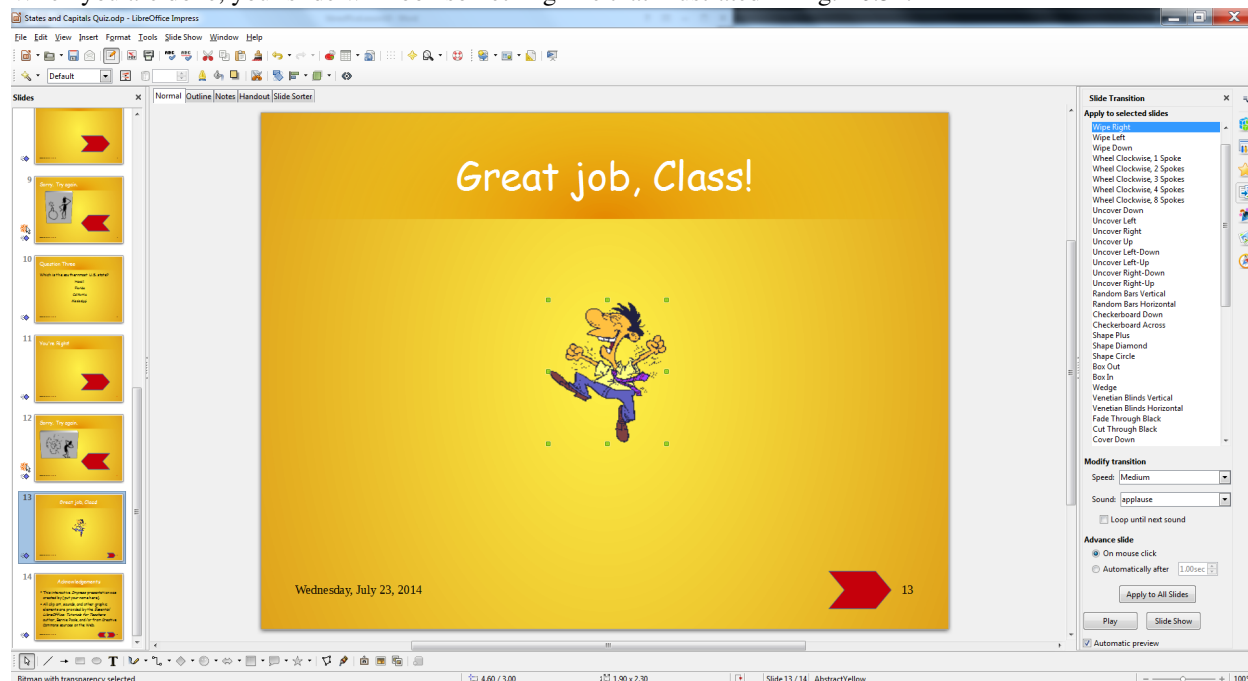 States and Capitals Quiz.odp - LibreOffice Impress
File Edit View Insert Format Tools Slide Show Window Help
Default
Slides
Normal Outline Notes Handout Slide Sorter
9
Sorry. Try again.
10
Question Three
11
You're Right
12
Sorry. Try again.
13
Great job, Class!
14
Acknowledgements
Great job, Class!
Wednesday, July 23, 2014
13
Slide Transition
Apply to selected slides
Wipe Right
Wipe Left
Wipe Down
Wheel Clockwise, 1 Spoke
Wheel Clockwise, 2 Spokes
Wheel Clockwise, 3 Spokes
Wheel Clockwise, 4 Spokes
Wheel Clockwise, 8 Spokes
Uncover Down
Uncover Left
Uncover Right
Uncover Up
Uncover Left-Down
Uncover Left-Up
Uncover Right-Down
Uncover Right-Up
Random Bars Vertical
Random Bars Horizontal
Checkerboard Down
Checkerboard Across
Shape Plus
Shape Diamond
Shape Circle
Box Out
Box In
Wedge
Venetian Blinds Vertical
Venetian Blinds Horizontal
Fade Through Black
Cut Through Black
Cover Down
Modify transition
Speed: Medium
Sound: applause
Loop until next sound
Advance slide
On mouse click
Automatically after 1.00sec
Apply to All Slides
Play Slide Show
Automatic preview
Bitmap with transparency selected 4.60 / 3.00 1.90 x 2.30 Slide 13 / 14 AbstractYellow 100%